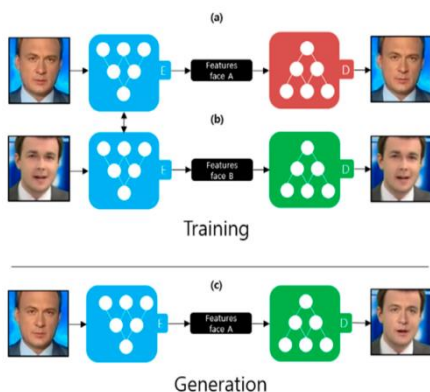 (a)
E
Features
face A
D
(b)
E
Features
face B
D
Training
(c)
E
Features
face A
D
Generation